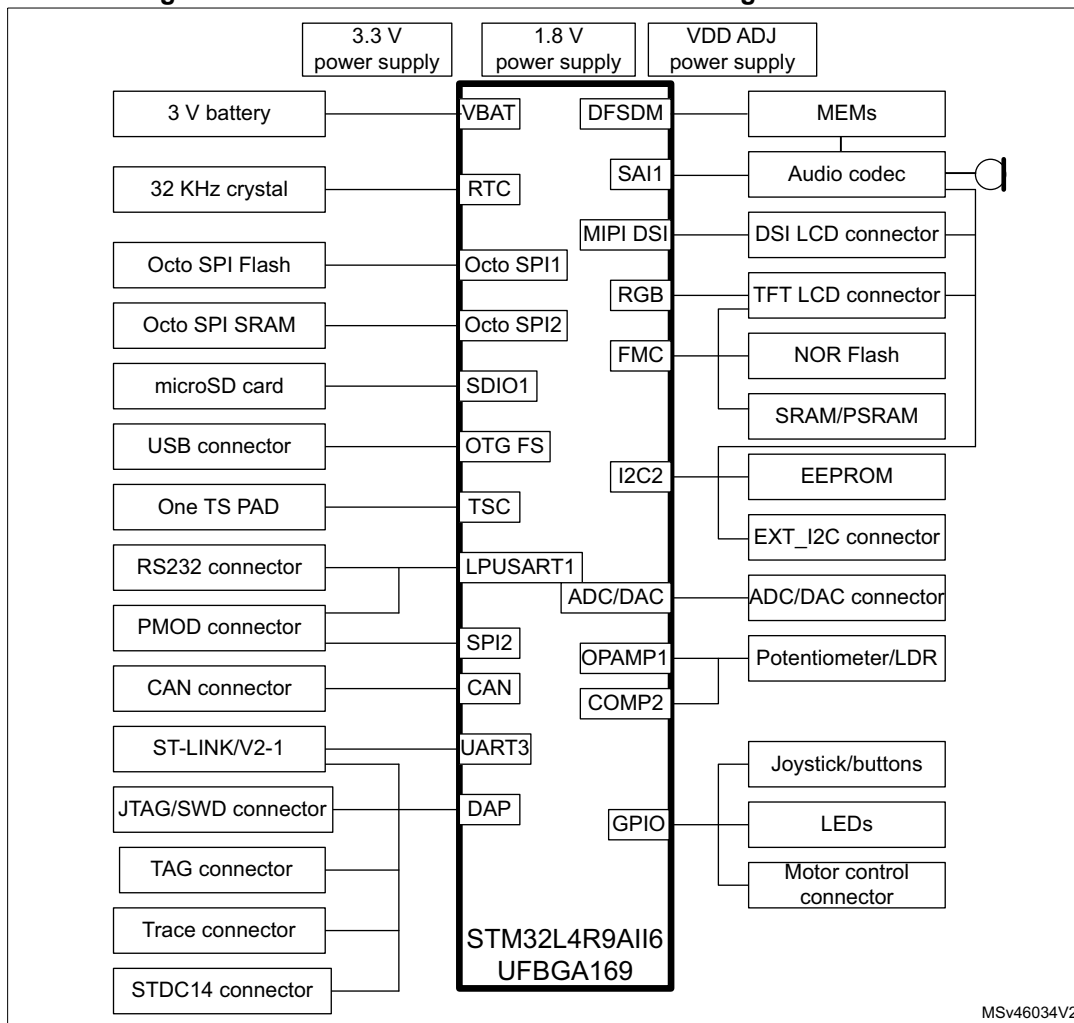 3.3 V
power supply
1.8 V
power supply
VDD ADJ
power supply
3 V battery
VBAT
DFSDM
MEMs
32 KHz crystal
RTC
SAI1
Audio codec
MIPI DSI
DSI LCD connector
Octo SPI Flash
Octo SPI1
RGB
TFT LCD connector
Octo SPI SRAM
Octo SPI2
FMC
NOR Flash
microSD card
SDIO1
SRAM/PSRAM
USB connector
OTG FS
I2C2
EEPROM
One TS PAD
TSC
EXT_I2C connector
RS232 connector
LPUSART1
ADC/DAC
ADC/DAC connector
PMOD connector
SPI2
OPAMP1
Potentiometer/LDR
CAN connector
CAN
COMP2
ST-LINK/V2-1
UART3
Joystick/buttons
JTAG/SWD connector
DAP
GPIO
LEDs
TAG connector
Motor control
connector
Trace connector
STM32L4R9AII6
UFBGA169
STDC14 connector
MSv46034V2